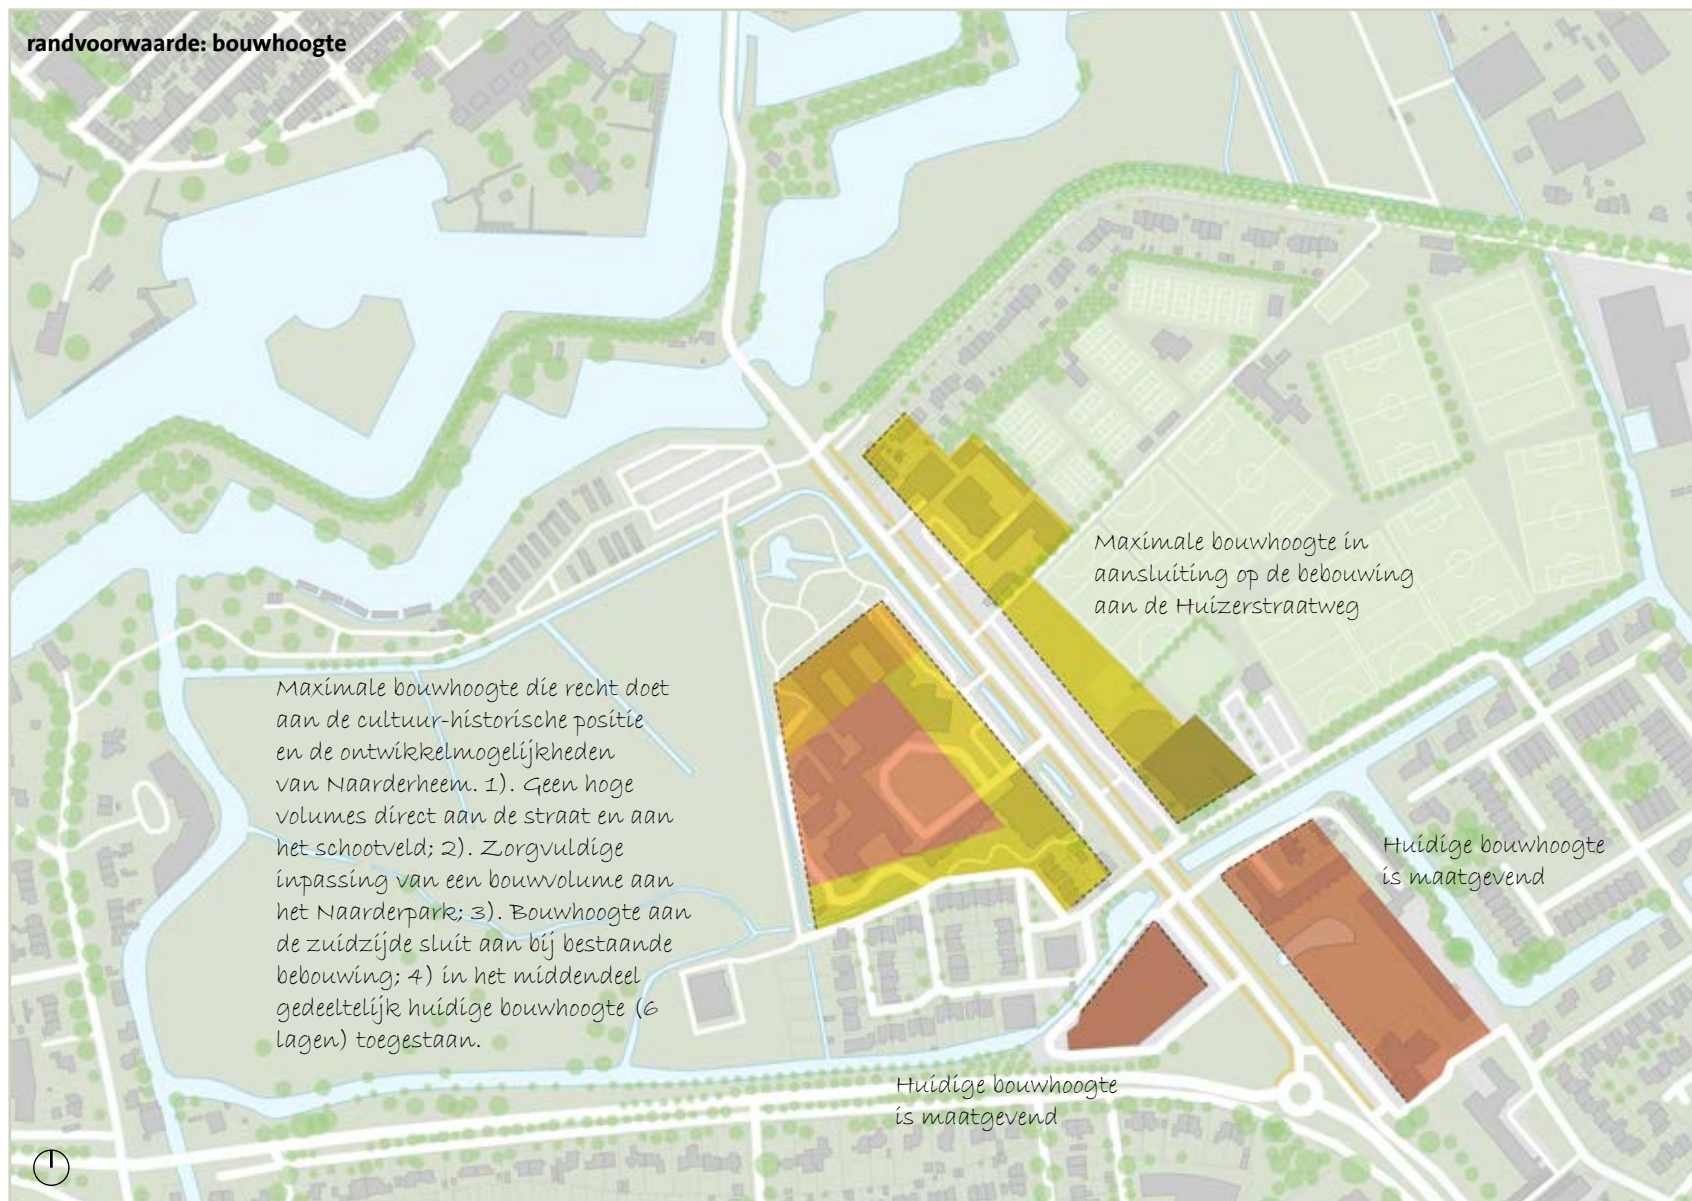 randvoorwaarde: bouwhoogte
Maximale bouwhoogte in
aansluiting op de bebouwing
aan de Huizerstraatweg
Maximale bouwhoogte die recht doet
aan de cultuur-historische positie
en de ontwikkelmogelijkheden
van Naarderheem. 1). Geen hoge
volumes direct aan de straat en aan
het schootveld; 2). Zorgvuldige
inpassing van een bouwvolume aan
het Naarderpark; 3). Bouwhoogte aan
de zuidzijde sluit aan bij bestaande
bebouwing; 4) in het middendeel
gedeeltelijk huidige bouwhoogte (6
lagen) toegestaan.
Huidige bouwhoogte
is maatgevend
Huidige bouwhoogte
is maatgevend